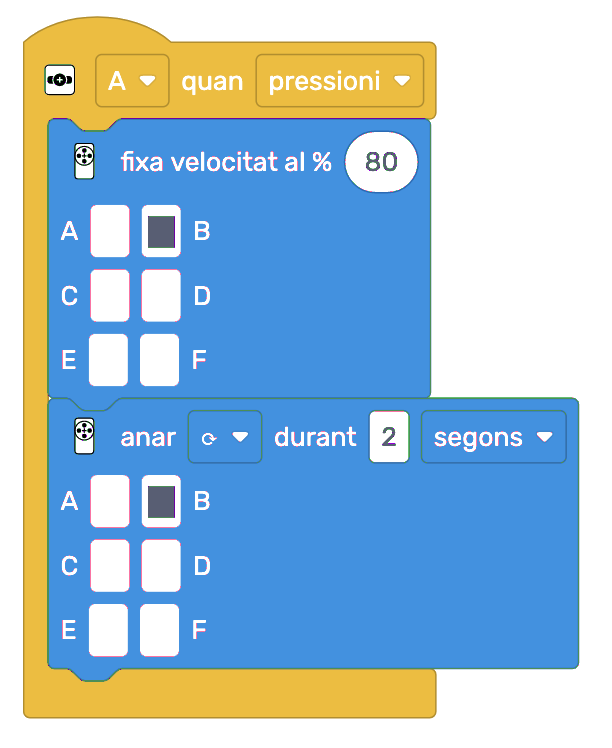 A quan pressioni
fixa velocitat al % 80
A B
C D
E F
anar durant 2 segons
A B
C D
E F